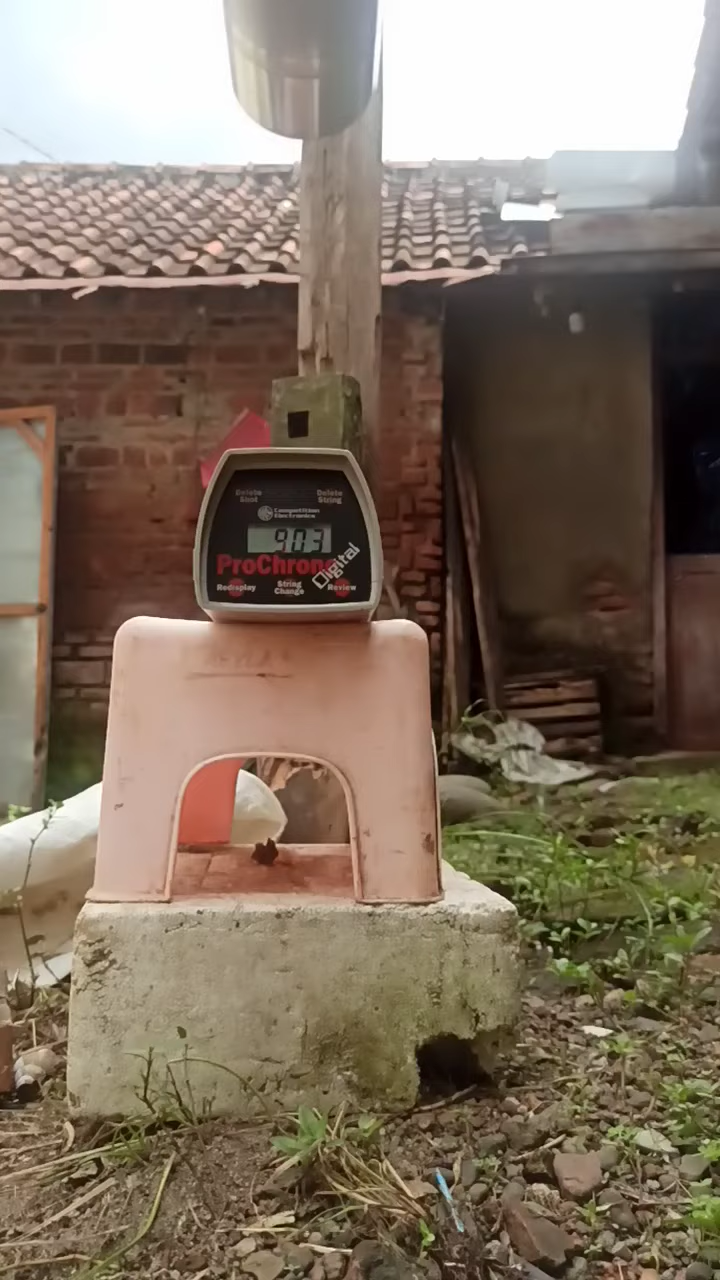 Delete Shot
Delete String
Competition Electronics
903
ProChrono
Digital
Redisplay
String Change
Review